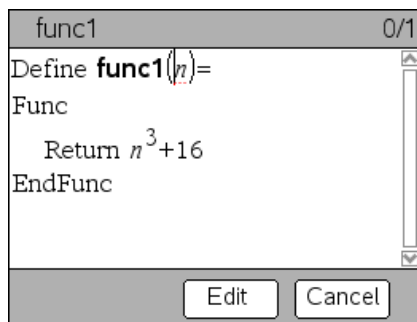 func1 0/1
Define func1(n)=
Func
Return n³+16
EndFunc
Edit Cancel